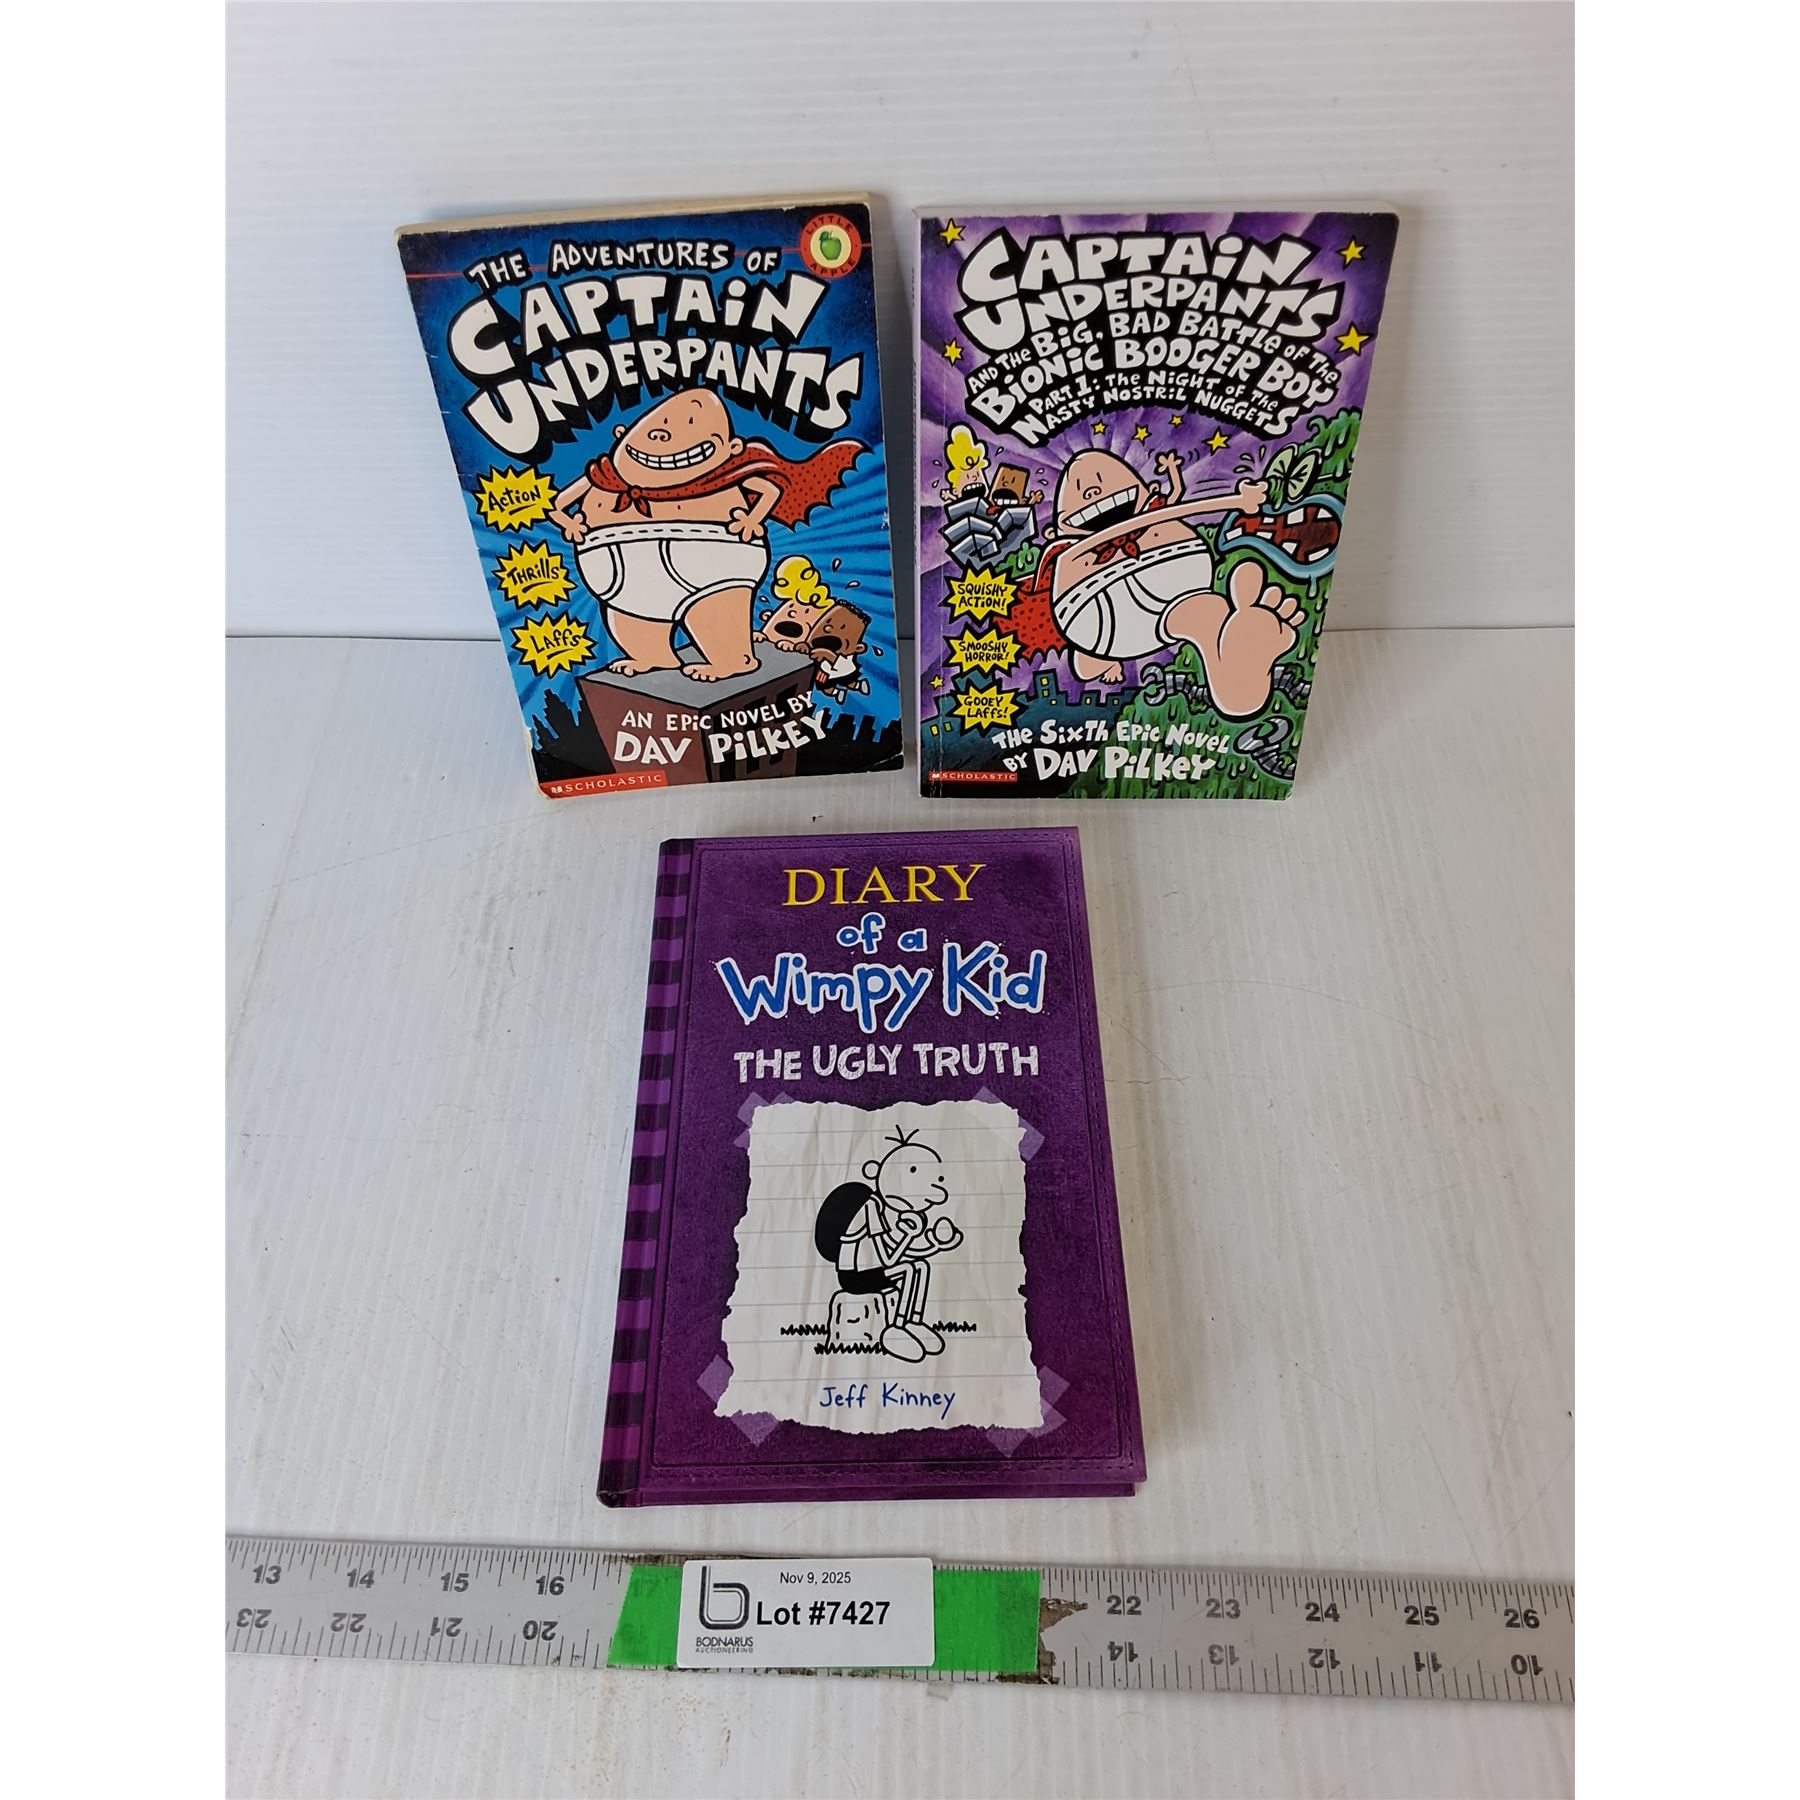 THE ADVENTURES OF
CAPTAIN
UNDERPANTS
LITTLE
APPLE
ACTION
THRILLS
LAFFS
AN EPIC NOVEL BY
DAV PILKEY
SCHOLASTIC
CAPTAIN
UNDERPANTS
AND THE BIG, BAD BATTLE OF THE
BIONIC BOOGER BOY
PART 1: THE NIGHT OF THE
NASTY NOSTRIL NUGGETS
SQUISHY
ACTION!
SMOOSHY
HORROR!
GOOEY
LAFFS!
THE SIXTH EPIC NOVEL
BY DAV PILKEY
SCHOLASTIC
DIARY
of a
Wimpy Kid
THE UGLY TRUTH
Jeff Kinney
13 14 15 16 22 23 24 25 26
23 22 21 20 14 13 12 11 10
Nov 9, 2025
Lot #7427
BODNARUS
AUCTIONEERING